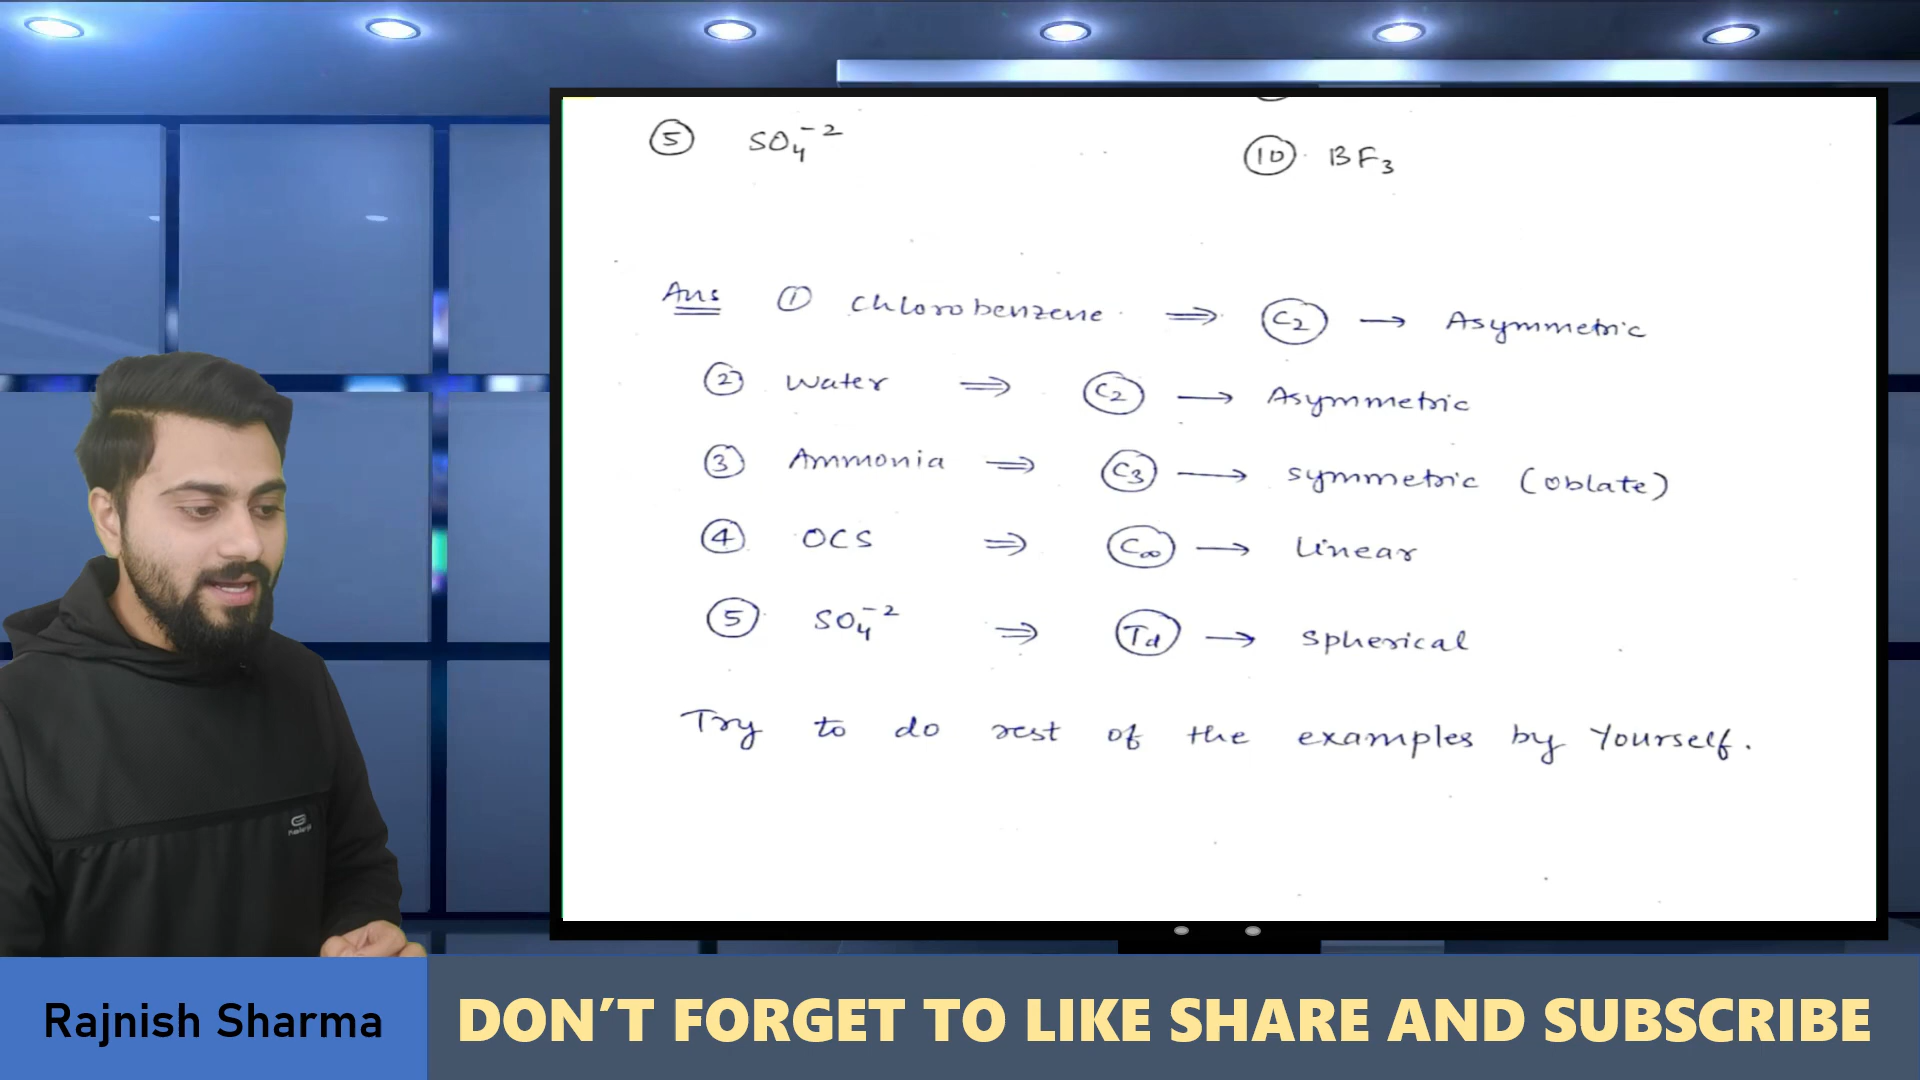 ⑤ SO₄⁻² ⑩ BF₃
Ans ① Chlorobenzene ⇒ C₂ → Asymmetric
② Water ⇒ C₂ → Asymmetric
③ Ammonia ⇒ C₃ → symmetric (oblate)
④ OCS ⇒ C∞ → Linear
⑤ SO₄⁻² ⇒ Td → Spherical
Try to do rest of the examples by Yourself.
Rajnish Sharma
DON'T FORGET TO LIKE SHARE AND SUBSCRIBE